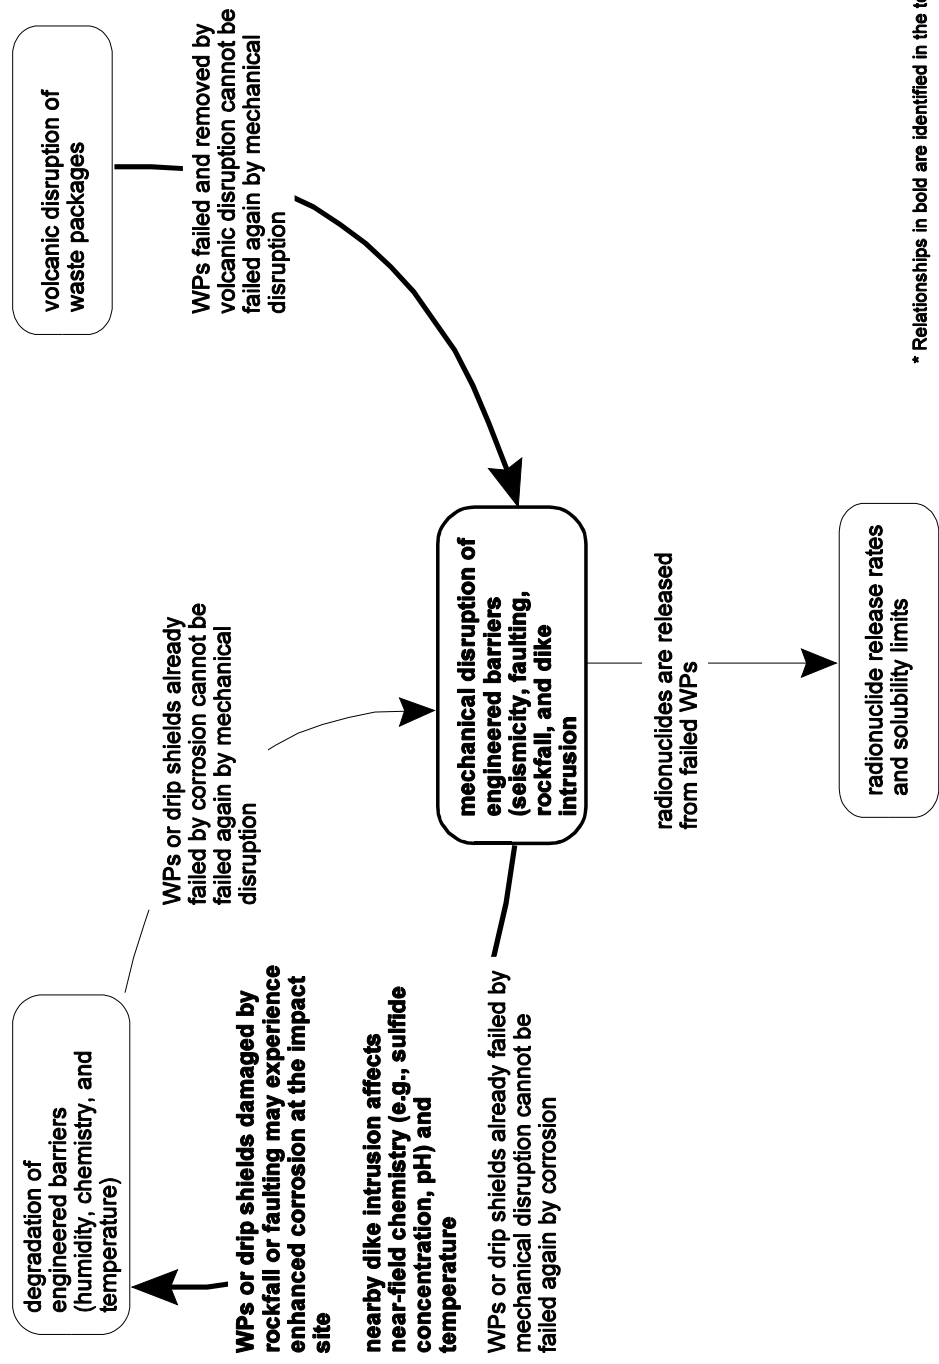 degradation of
engineered barriers
(humidity, chemistry, and
temperature)
WPs or drip shields already
failed by corrosion cannot be
failed again by mechanical
disruption
volcanic disruption of
waste packages
WPs failed and removed by
volcanic disruption cannot be
failed again by mechanical
disruption
WPs or drip shields damaged by
rockfall or faulting may experience
enhanced corrosion at the impact
site
nearby dike intrusion affects
near-field chemistry (e.g., sulfide
concentration, pH) and
temperature
WPs or drip shields already failed by
mechanical disruption cannot be
failed again by corrosion
mechanical disruption of
engineered barriers
(seismicity, faulting,
rockfall, and dike
intrusion
radionuclides are released
from failed WPs
radionuclide release rates
and solubility limits
* Relationships in bold are identified in the